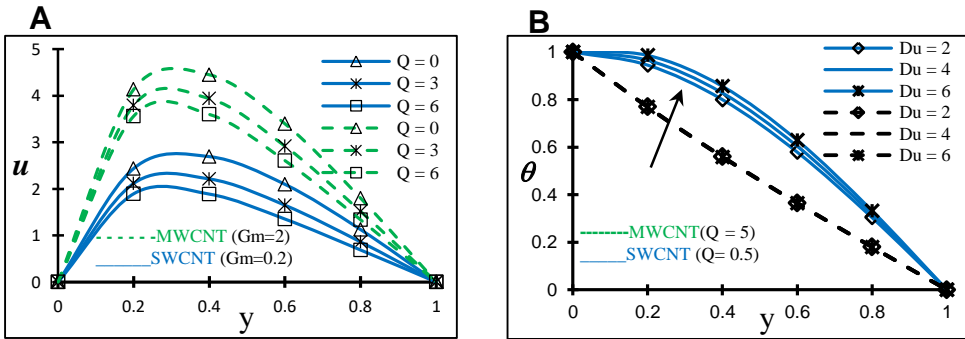 A
5
4
3
2
1
0
u
0
0.2
0.4
0.6
0.8
1
y
Q = 0
Q = 3
Q = 6
Q = 0
Q = 3
Q = 6
MWCNT (Gm=2)
SWCNT (Gm=0.2)
B
1
0.8
0.6
0.4
0.2
0
θ
0
0.2
0.4
0.6
0.8
1
y
Du = 2
Du = 4
Du = 6
Du = 2
Du = 4
Du = 6
MWCNT(Q = 5)
SWCNT (Q= 0.5)